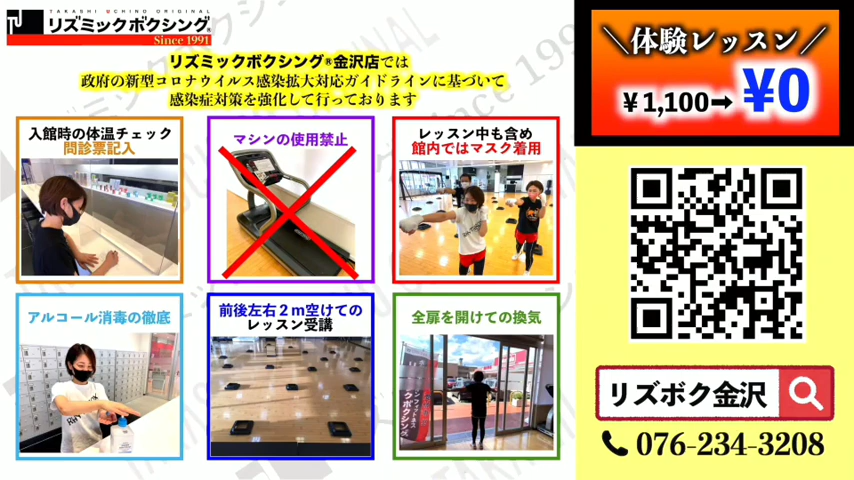 TAKASHI UCHINO ORIGINAL
リズミックボクシング®
Since 1991
リズミックボクシング®金沢店では
政府の新型コロナウイルス感染拡大対応ガイドラインに基づいて
感染症対策を強化して行っております
入館時の体温チェック
問診票記入
マシンの使用禁止
レッスン中も含め
館内ではマスク着用
アルコール消毒の徹底
前後左右2m空けての
レッスン受講
全扉を開けての換気
＼体験レッスン／
¥1,100➡¥0
リズボク金沢
076-234-3208